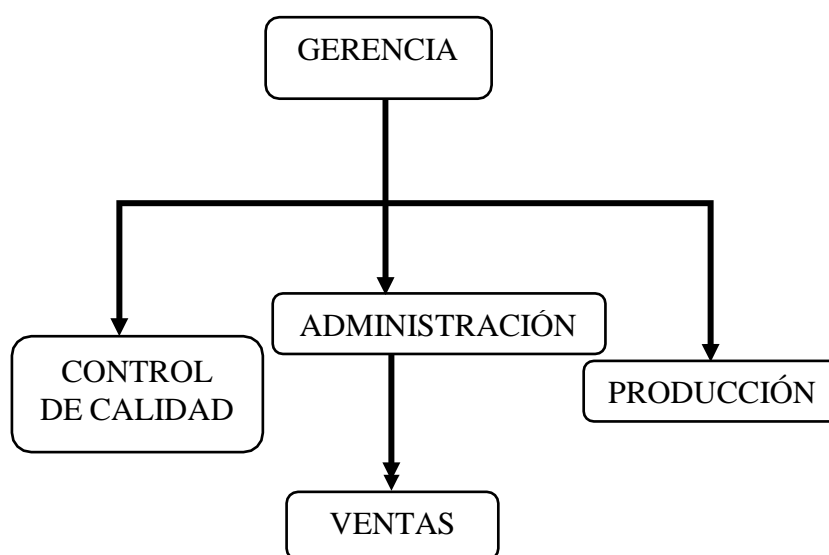 GERENCIA
ADMINISTRACIÓN
CONTROL
DE CALIDAD
PRODUCCIÓN
VENTAS